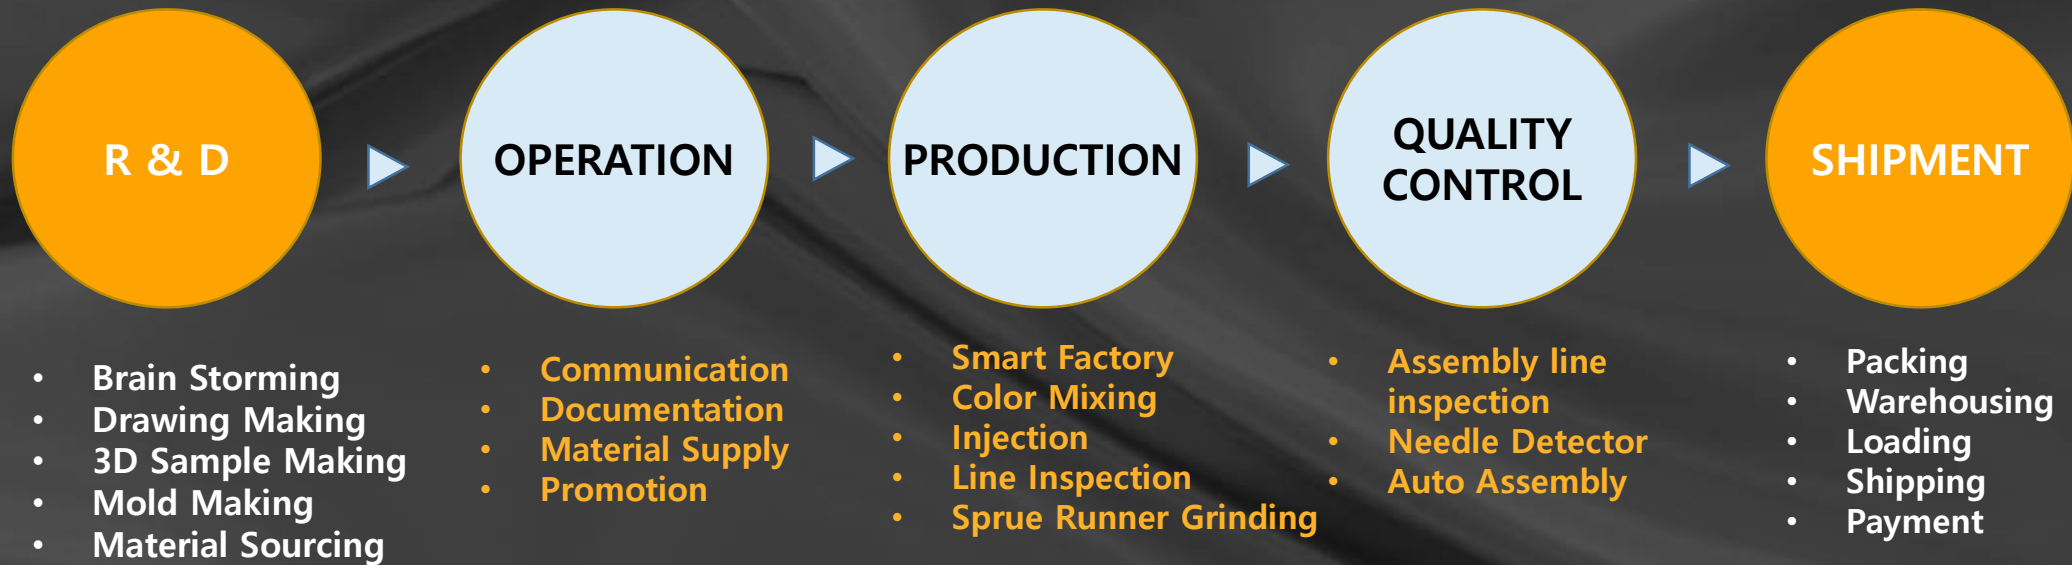 R & D
OPERATION
PRODUCTION
QUALITY
CONTROL
SHIPMENT
• Brain Storming
• Drawing Making
• 3D Sample Making
• Mold Making
• Material Sourcing
• Communication
• Documentation
• Material Supply
• Promotion
• Smart Factory
• Color Mixing
• Injection
• Line Inspection
• Sprue Runner Grinding
• Assembly line
inspection
• Needle Detector
• Auto Assembly
• Packing
• Warehousing
• Loading
• Shipping
• Payment